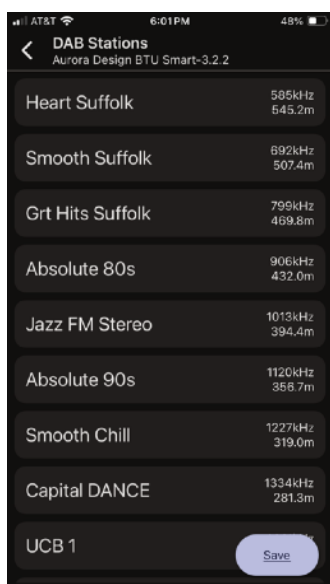 AT&T 6:01PM 48%
DAB Stations
Aurora Design BTU Smart-3.2.2
Heart Suffolk 585kHz
545.2m
Smooth Suffolk 692kHz
507.4m
Grt Hits Suffolk 799kHz
469.8m
Absolute 80s 906kHz
432.0m
Jazz FM Stereo 1013kHz
394.4m
Absolute 90s 1120kHz
356.7m
Smooth Chill 1227kHz
319.0m
Capital DANCE 1334kHz
281.3m
UCB 1
Save